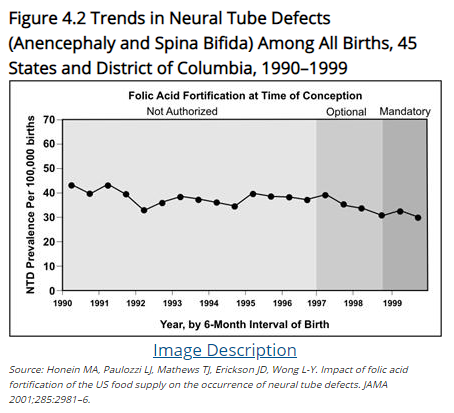 Figure 4.2 Trends in Neural Tube Defects
(Anencephaly and Spina Bifida) Among All Births, 45
States and District of Columbia, 1990–1999
Folic Acid Fortification at Time of Conception
Not Authorized Optional Mandatory
NTD Prevalence Per 100,000 births
70
60
50
40
30
20
10
0
1990 1991 1992 1993 1994 1995 1996 1997 1998 1999
Year, by 6-Month Interval of Birth
Image Description
Source: Honein MA, Paulozzi LJ, Mathews TJ, Erickson JD, Wong L-Y. Impact of folic acid
fortification of the US food supply on the occurrence of neural tube defects. JAMA
2001;285:2981–6.